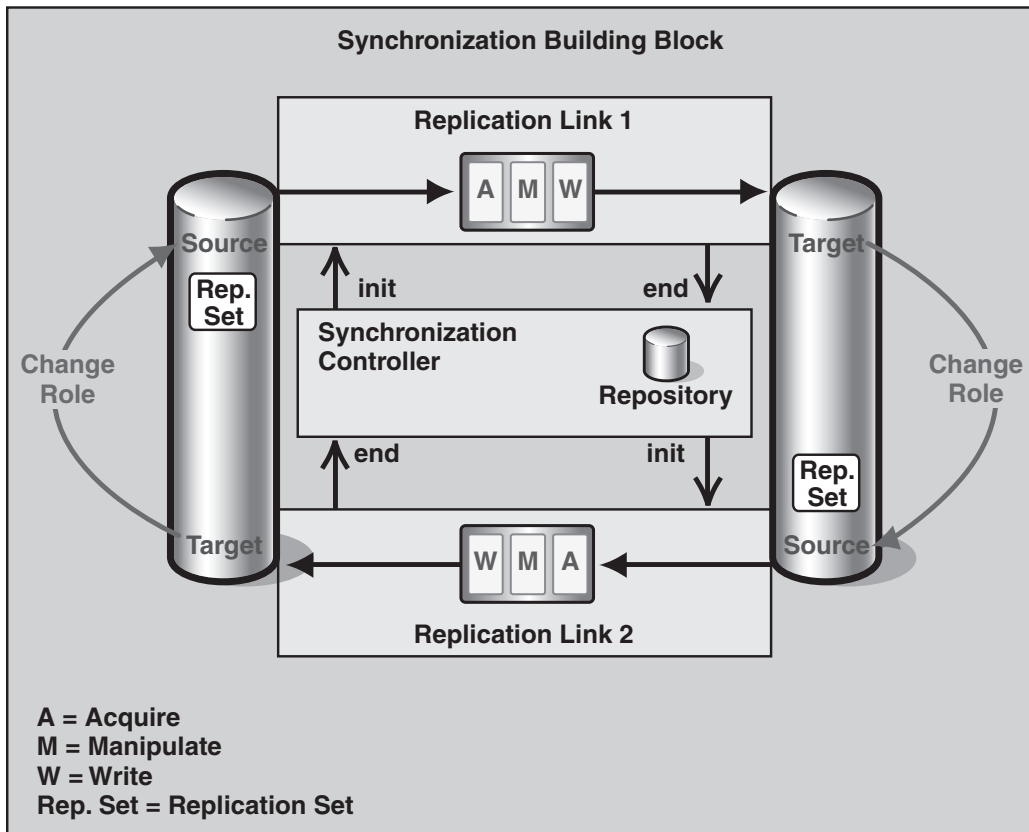 Synchronization Building Block
Replication Link 1
A M W
Source
Target
Rep.
Set
init
end
Synchronization
Controller
Repository
Change
Role
Change
Role
end
init
Rep.
Set
Target
W M A
Source
Replication Link 2
A = Acquire
M = Manipulate
W = Write
Rep. Set = Replication Set